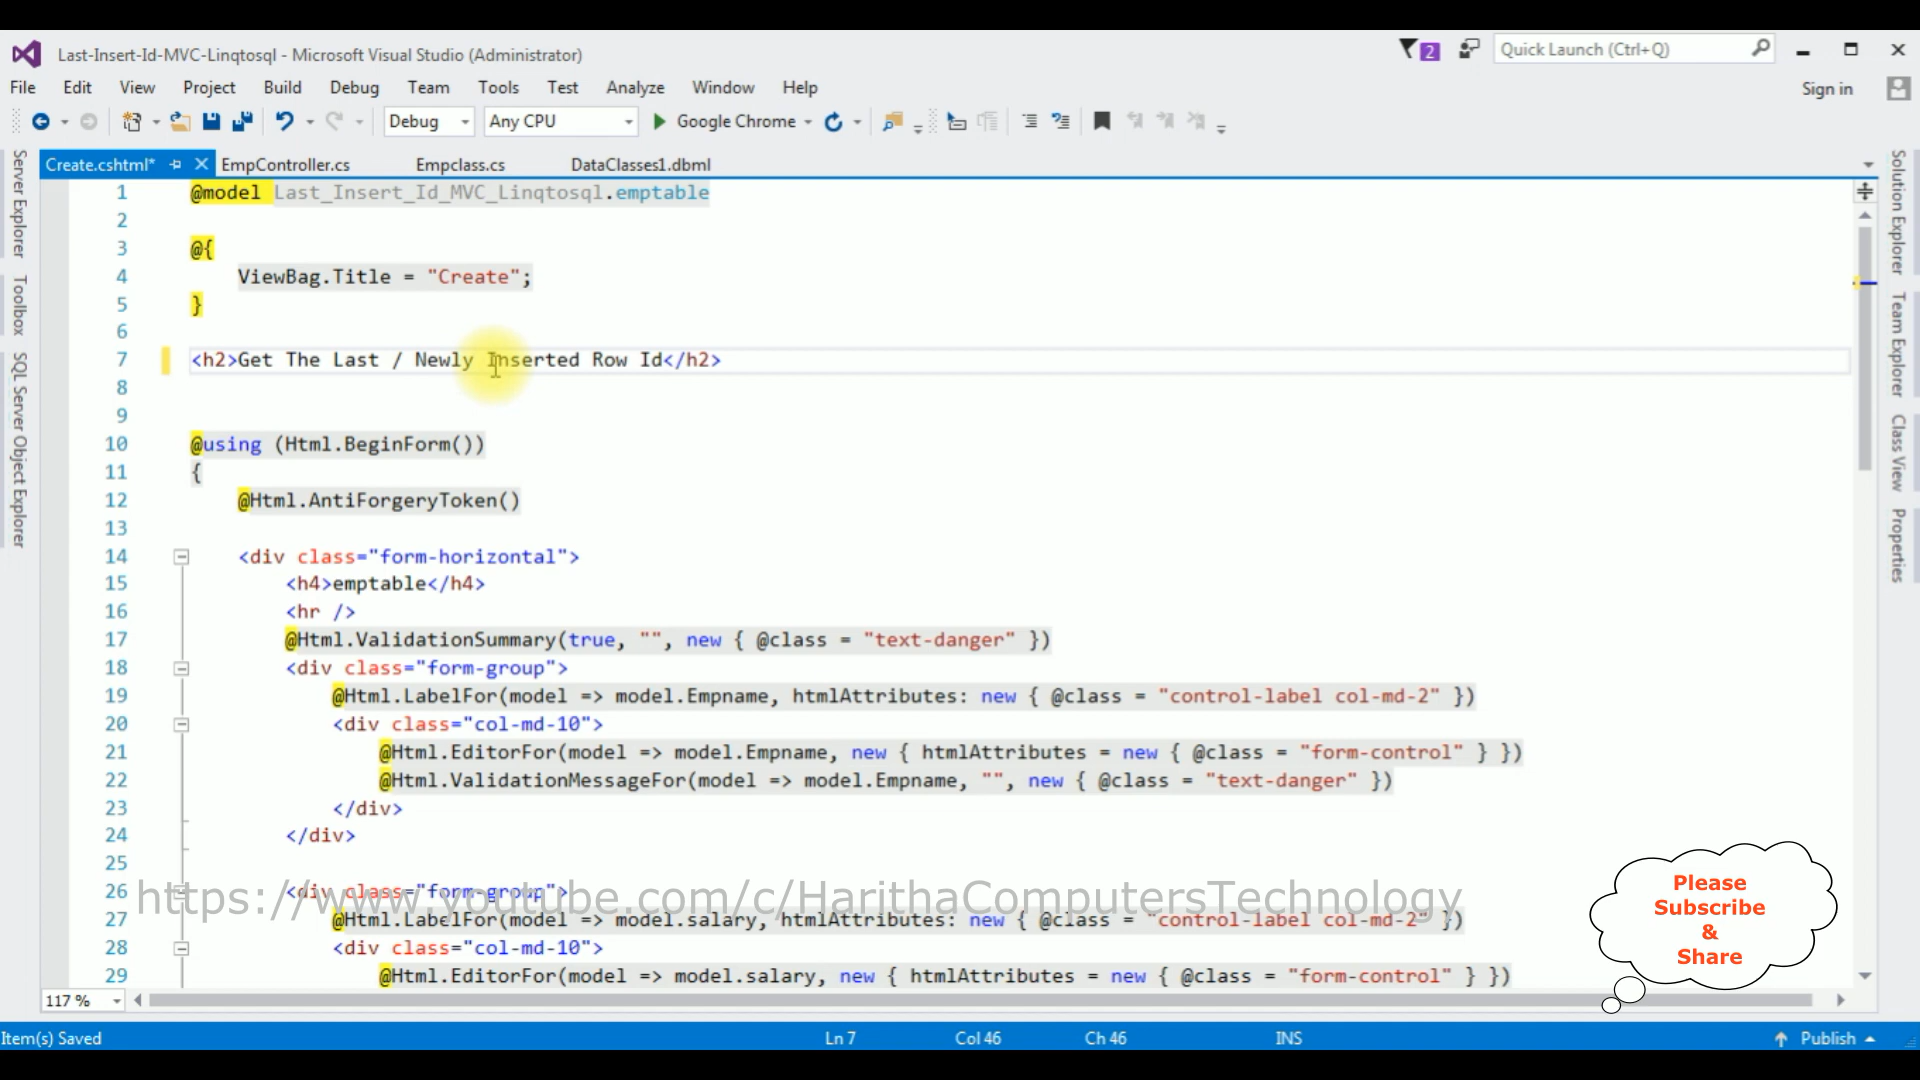 Last-Insert-Id-MVC-Linqtosql - Microsoft Visual Studio (Administrator)
2
Quick Launch (Ctrl+Q)
File Edit View Project Build Debug Team Tools Test Analyze Window Help
Sign in
Debug Any CPU Google Chrome
Create.cshtml* EmpController.cs Empclass.cs DataClasses1.dbml
Server Explorer
Toolbox
SQL Server Object Explorer
1 @model Last_Insert_Id_MVC_Linqtosql.emptable
2
3 @{
4 ViewBag.Title = "Create";
5 }
6
7 <h2>Get The Last / Newly Inserted Row Id</h2>
8
9
10 @using (Html.BeginForm())
11 {
12 @Html.AntiForgeryToken()
13
14 <div class="form-horizontal">
15 <h4>emptable</h4>
16 <hr />
17 @Html.ValidationSummary(true, "", new { @class = "text-danger" })
18 <div class="form-group">
19 @Html.LabelFor(model => model.Empname, htmlAttributes: new { @class = "control-label col-md-2" })
20 <div class="col-md-10">
21 @Html.EditorFor(model => model.Empname, new { htmlAttributes = new { @class = "form-control" } })
22 @Html.ValidationMessageFor(model => model.Empname, "", new { @class = "text-danger" })
23 </div>
24 </div>
25
26 <div class="form-group">
https://www.youtube.com/c/HarithaComputersTechnology
27 @Html.LabelFor(model => model.salary, htmlAttributes: new { @class = "control-label col-md-2" })
28 <div class="col-md-10">
29 @Html.EditorFor(model => model.salary, new { htmlAttributes = new { @class = "form-control" } })
Solution Explorer
Team Explorer
Class View
Properties
Please
Subscribe
&
Share
117 %
Item(s) Saved Ln 7 Col 46 Ch 46 INS Publish